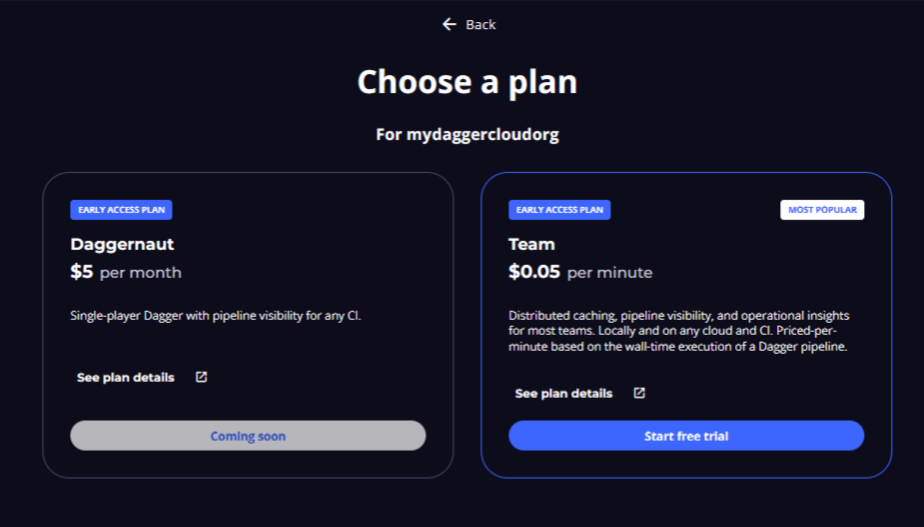 Back
Choose a plan
For mydaggercloudorg
EARLY ACCESS PLAN
Daggernaut
$5 per month
Single-player Dagger with pipeline visibility for any CI.
See plan details
Coming soon
EARLY ACCESS PLAN
MOST POPULAR
Team
$0.05 per minute
Distributed caching, pipeline visibility, and operational insights
for most teams. Locally and on any cloud and CI. Priced-per-
minute based on the wall-time execution of a Dagger pipeline.
See plan details
Start free trial